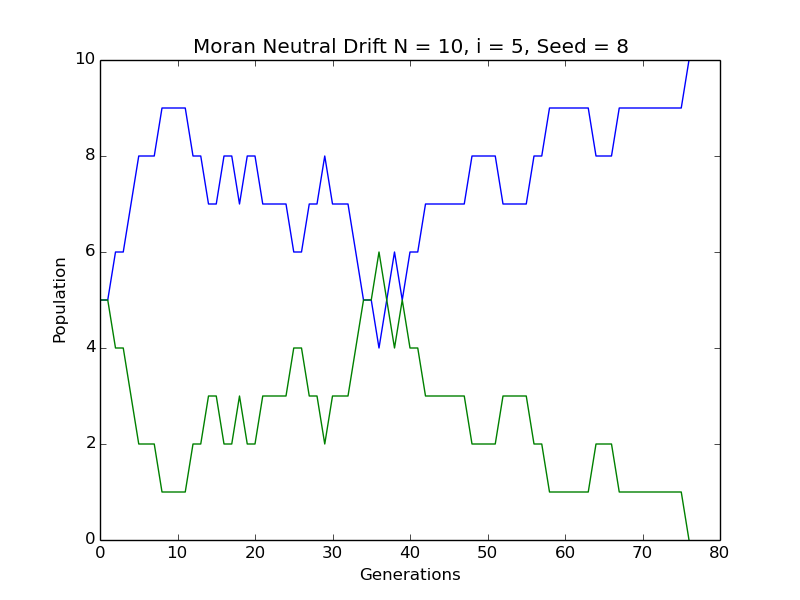 Moran Neutral Drift N = 10, i = 5, Seed = 8
10
8
6
4
2
0
Population
0 10 20 30 40 50 60 70 80
Generations